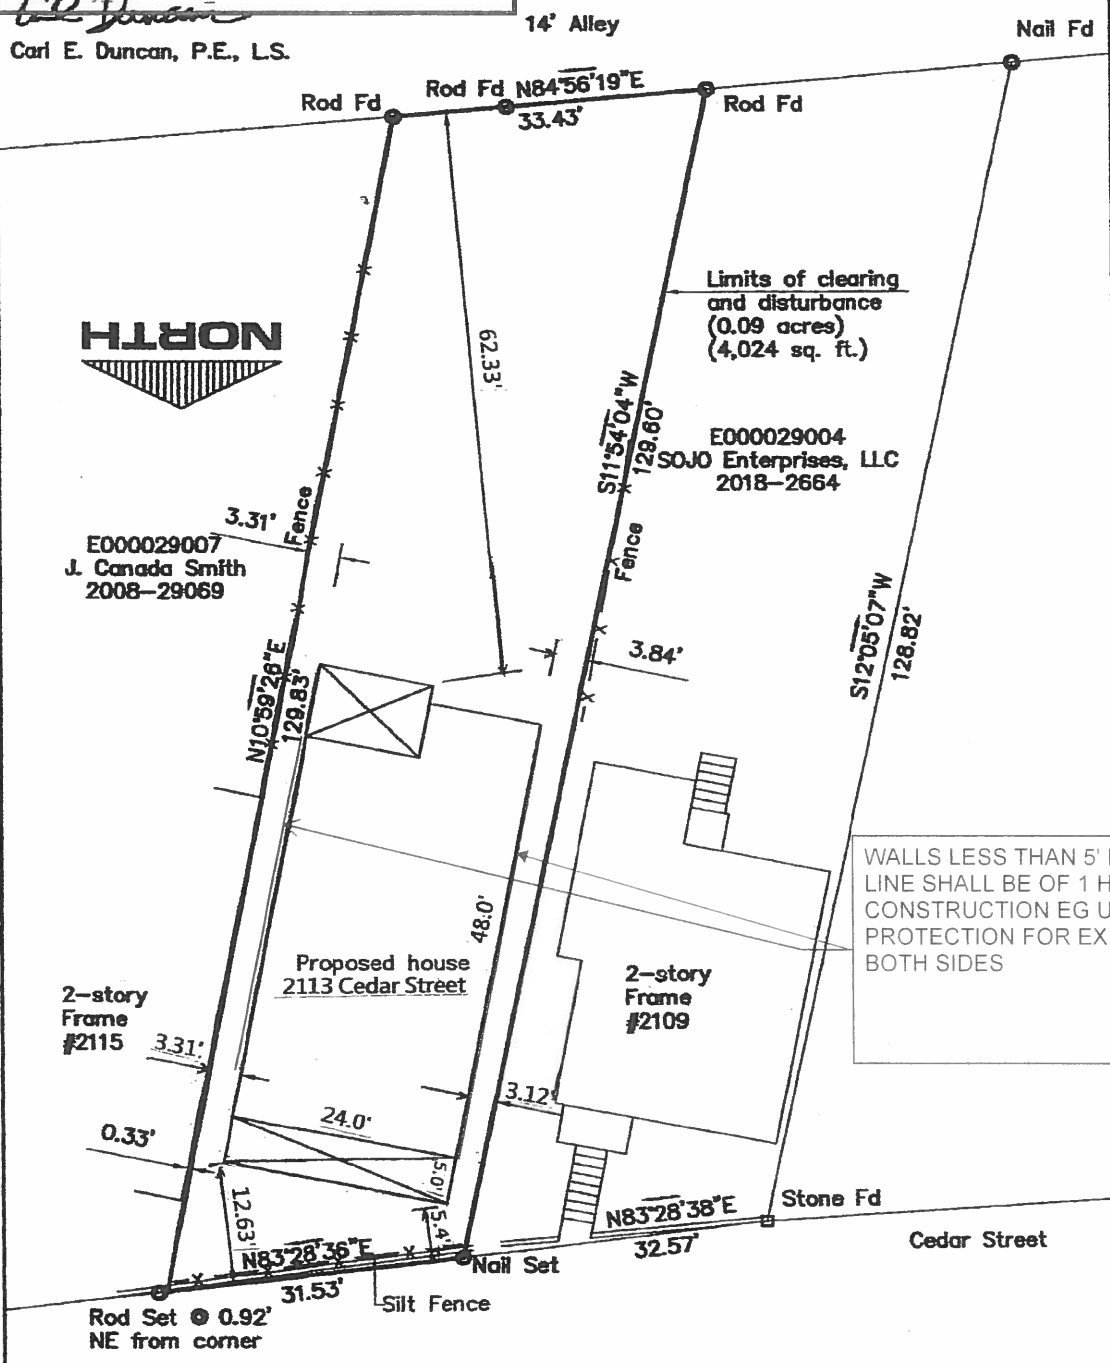 Carl E. Duncan, P.E., L.S.
14' Alley
Nail Fd
Rod Fd
Rod Fd
N84°56'19"E
33.43'
Rod Fd
NORTH
62.33'
Limits of clearing
and disturbance
(0.09 acres)
(4,024 sq. ft.)
S11°54'04"W
129.60'
E000029004
SOJO Enterprises, LLC
2018-2664
Fence
3.31'
E000029007
J. Canada Smith
2008-29069
Fence
S12°05'07"W
128.82'
3.84'
N10°59'26"E
129.83'
WALLS LESS THAN 5'
LINE SHALL BE OF 1 H
CONSTRUCTION EG U
PROTECTION FOR EX
BOTH SIDES
48.0'
Proposed house
2113 Cedar Street
2-story
Frame
#2109
2-story
Frame
#2115
3.31'
3.12'
24.0'
0.33'
5.0'
12.63'
5.4'
N83°28'38"E
32.57'
Stone Fd
Cedar Street
N83°28'36"E
31.53'
Nail Set
Silt Fence
Rod Set @ 0.92'
NE from corner